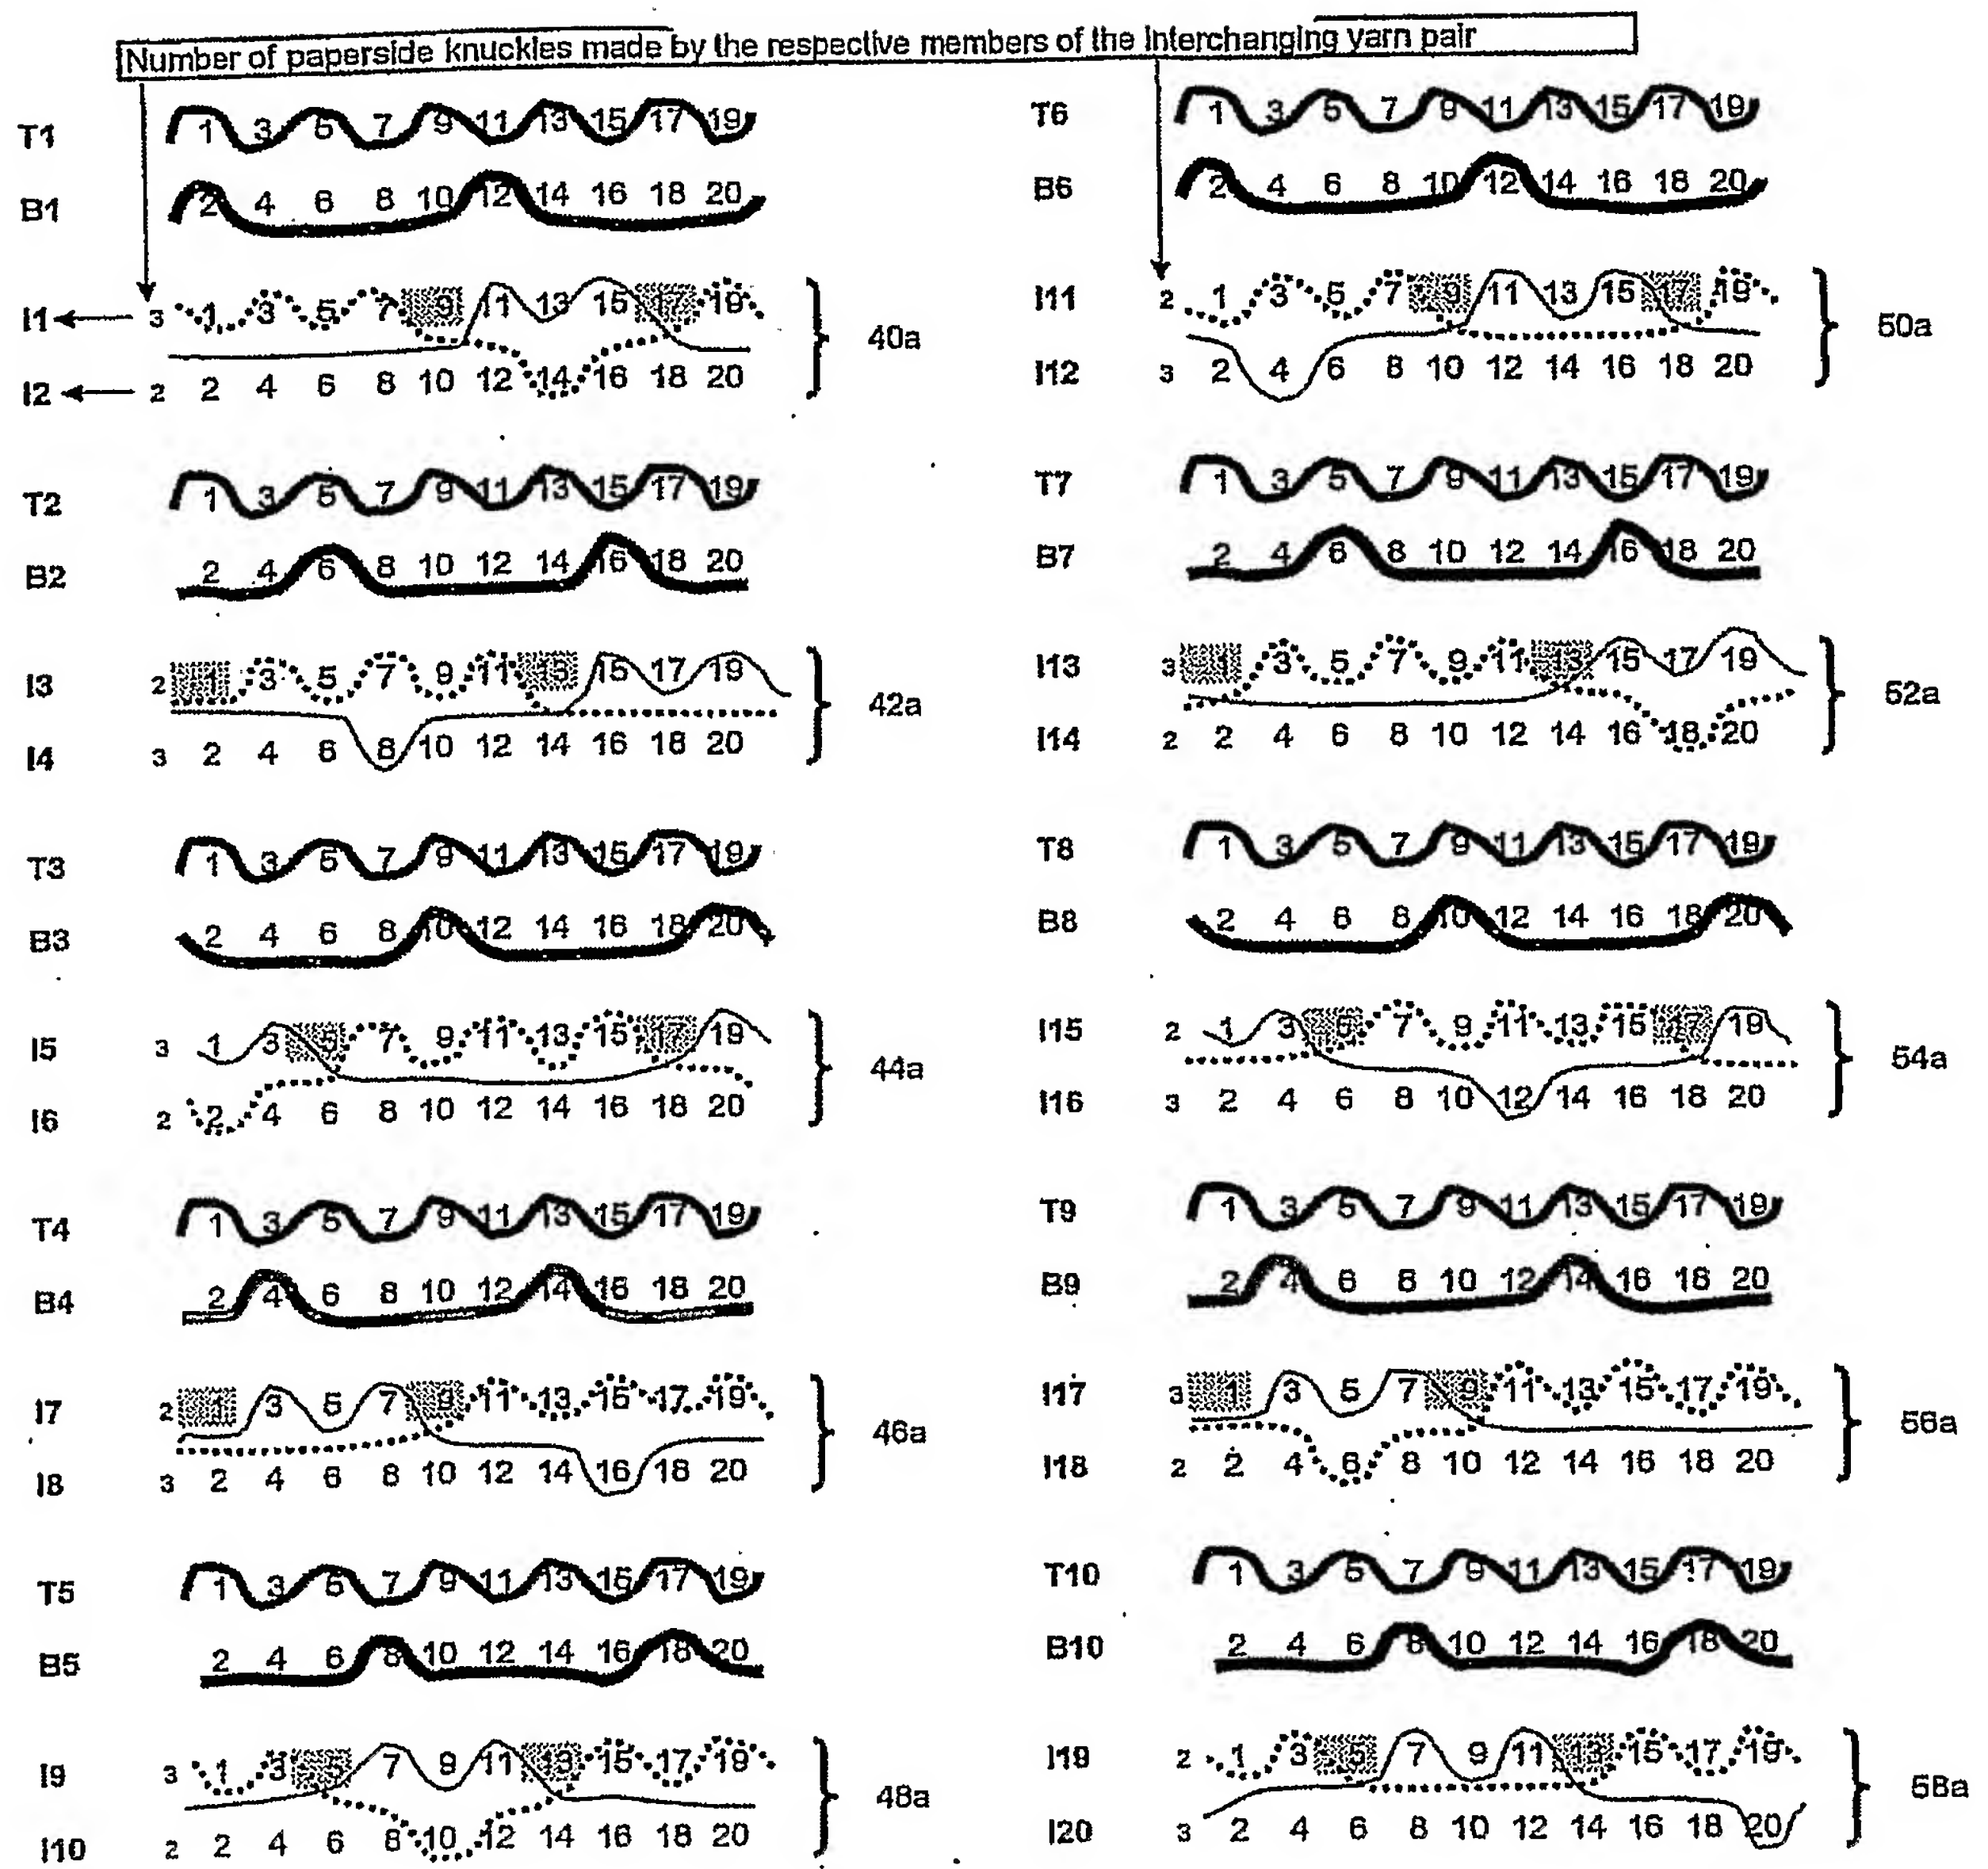 Number of paperside knuckles made by the respective members of the Interchanging yarn pair
T1 1 3 5 7 9 11 13 15 17 19
B1 2 4 6 8 10 12 14 16 18 20
I1 3 1 3 5 7 9 11 13 15 17 19
40a
I2 2 2 4 6 8 10 12 14 16 18 20
T2 1 3 5 7 9 11 13 15 17 19
B2 2 4 6 8 10 12 14 16 18 20
I3 2 1 3 5 7 9 11 13 15 17 19
42a
I4 3 2 4 6 8 10 12 14 16 18 20
T3 1 3 5 7 9 11 13 15 17 19
B3 2 4 6 8 10 12 14 16 18 20
I5 3 1 3 5 7 9 11 13 15 17 19
44a
I6 2 2 4 6 8 10 12 14 16 18 20
T4 1 3 5 7 9 11 13 15 17 19
B4 2 4 6 8 10 12 14 16 18 20
I7 2 1 3 5 7 9 11 13 15 17 19
46a
I8 3 2 4 6 8 10 12 14 16 18 20
T5 1 3 5 7 9 11 13 15 17 19
B5 2 4 6 8 10 12 14 16 18 20
I9 3 1 3 5 7 9 11 13 15 17 19
48a
I10 2 2 4 6 8 10 12 14 16 18 20
T6 1 3 5 7 9 11 13 15 17 19
B6 2 4 6 8 10 12 14 16 18 20
I11 2 1 3 5 7 9 11 13 15 17 19
50a
I12 3 2 4 6 8 10 12 14 16 18 20
T7 1 3 5 7 9 11 13 15 17 19
B7 2 4 6 8 10 12 14 16 18 20
I13 3 1 3 5 7 9 11 13 15 17 19
52a
I14 2 2 4 6 8 10 12 14 16 18 20
T8 1 3 5 7 9 11 13 15 17 19
B8 2 4 6 8 10 12 14 16 18 20
I15 2 1 3 5 7 9 11 13 15 17 19
54a
I16 3 2 4 6 8 10 12 14 16 18 20
T9 1 3 5 7 9 11 13 15 17 19
B9 2 4 6 8 10 12 14 16 18 20
I17 3 1 3 5 7 9 11 13 15 17 19
56a
I18 2 2 4 6 8 10 12 14 16 18 20
T10 1 3 5 7 9 11 13 15 17 19
B10 2 4 6 8 10 12 14 16 18 20
I19 2 1 3 5 7 9 11 13 15 17 19
58a
I20 3 2 4 6 8 10 12 14 16 18 20